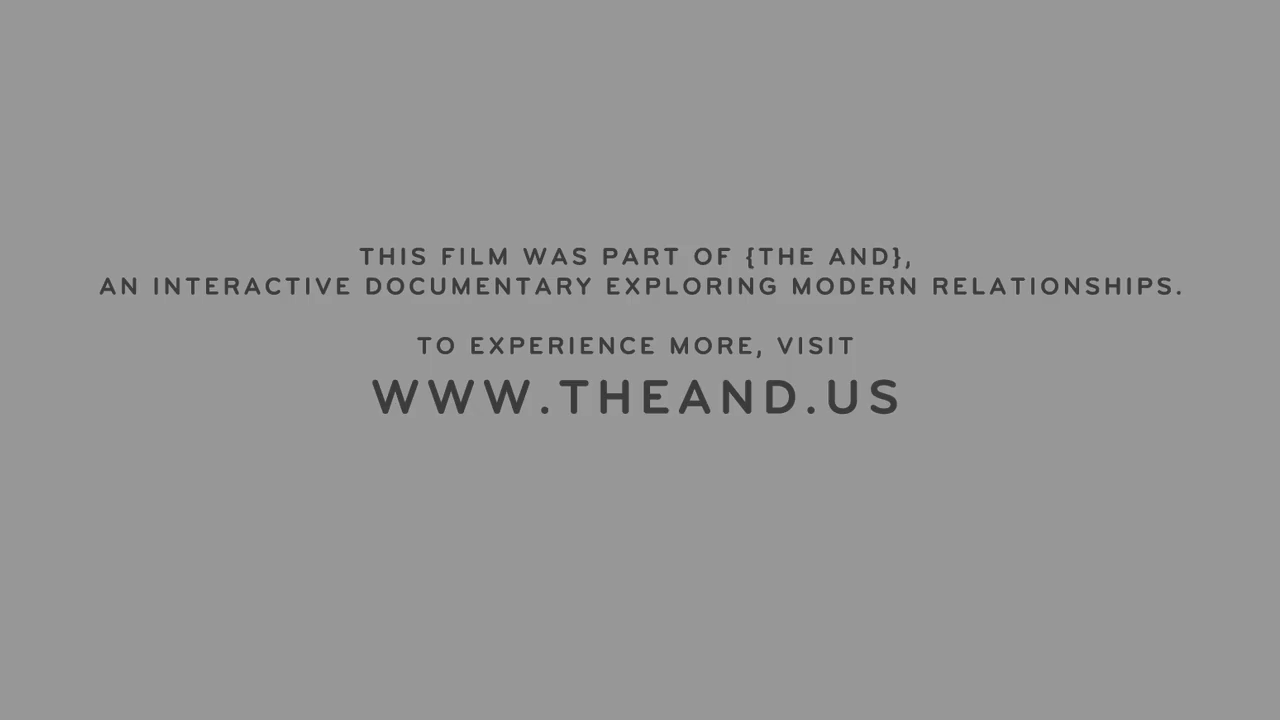 THIS FILM WAS PART OF {THE AND},
AN INTERACTIVE DOCUMENTARY EXPLORING MODERN RELATIONSHIPS.
TO EXPERIENCE MORE, VISIT
WWW.THEAND.US